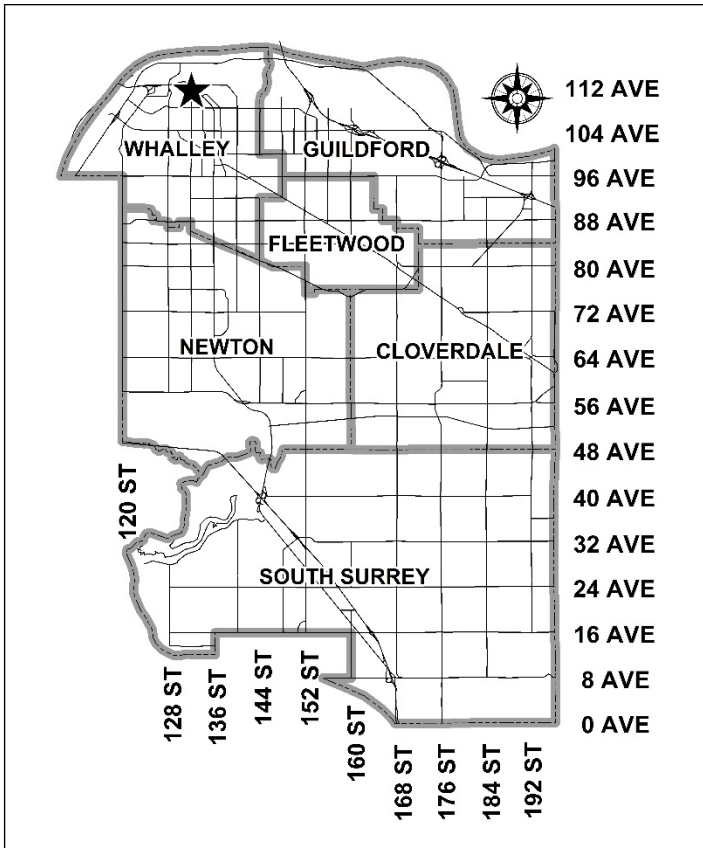 112 AVE
104 AVE
WHALLEY
GUILDFORD
96 AVE
88 AVE
FLEETWOOD
80 AVE
72 AVE
NEWTON
CLOVERDALE
64 AVE
56 AVE
48 AVE
120 ST
40 AVE
32 AVE
SOUTH SURREY
24 AVE
16 AVE
8 AVE
0 AVE
128 ST
136 ST
144 ST
152 ST
160 ST
168 ST
176 ST
184 ST
192 ST